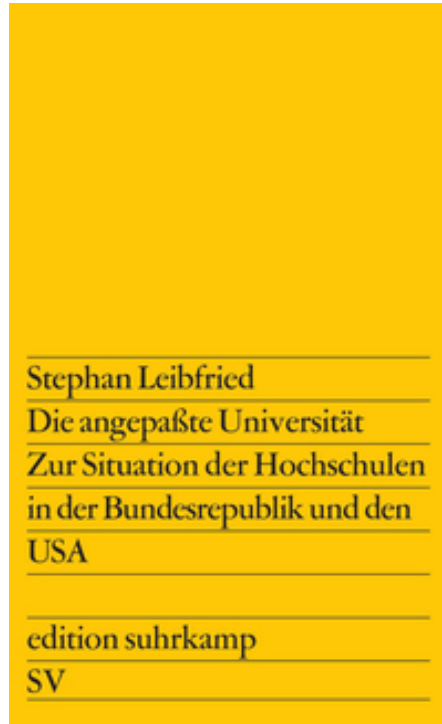 Stephan Leibfried
Die angepaßte Universität
Zur Situation der Hochschulen
in der Bundesrepublik und den
USA
edition suhrkamp
SV